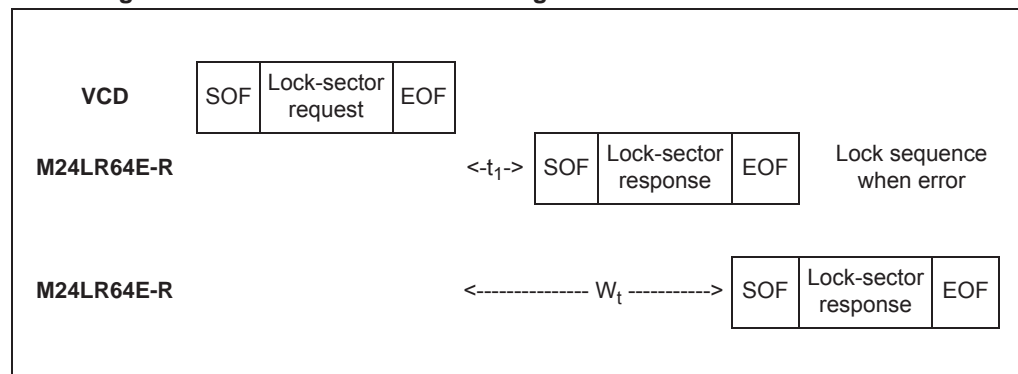 VCD SOF Lock-sector request EOF
M24LR64E-R <-t1-> SOF Lock-sector response EOF Lock sequence when error
M24LR64E-R <--------------- Wt -----------> SOF Lock-sector response EOF